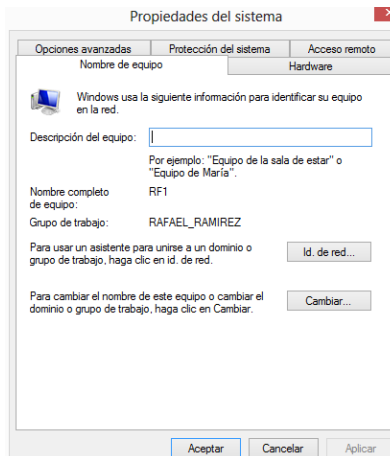 Propiedades del sistema
Opciones avanzadas
Protección del sistema
Acceso remoto
Nombre de equipo
Hardware
Windows usa la siguiente información para identificar su equipo
en la red.
Descripción del equipo:
Por ejemplo: "Equipo de la sala de estar" o
"Equipo de María".
Nombre completo
de equipo:
RF1
Grupo de trabajo:
RAFAEL_RAMIREZ
Para usar un asistente para unirse a un dominio o
grupo de trabajo, haga clic en id. de red.
Id. de red...
Para cambiar el nombre de este equipo o cambiar el
dominio o grupo de trabajo, haga clic en Cambiar.
Cambiar...
Aceptar
Cancelar
Aplicar